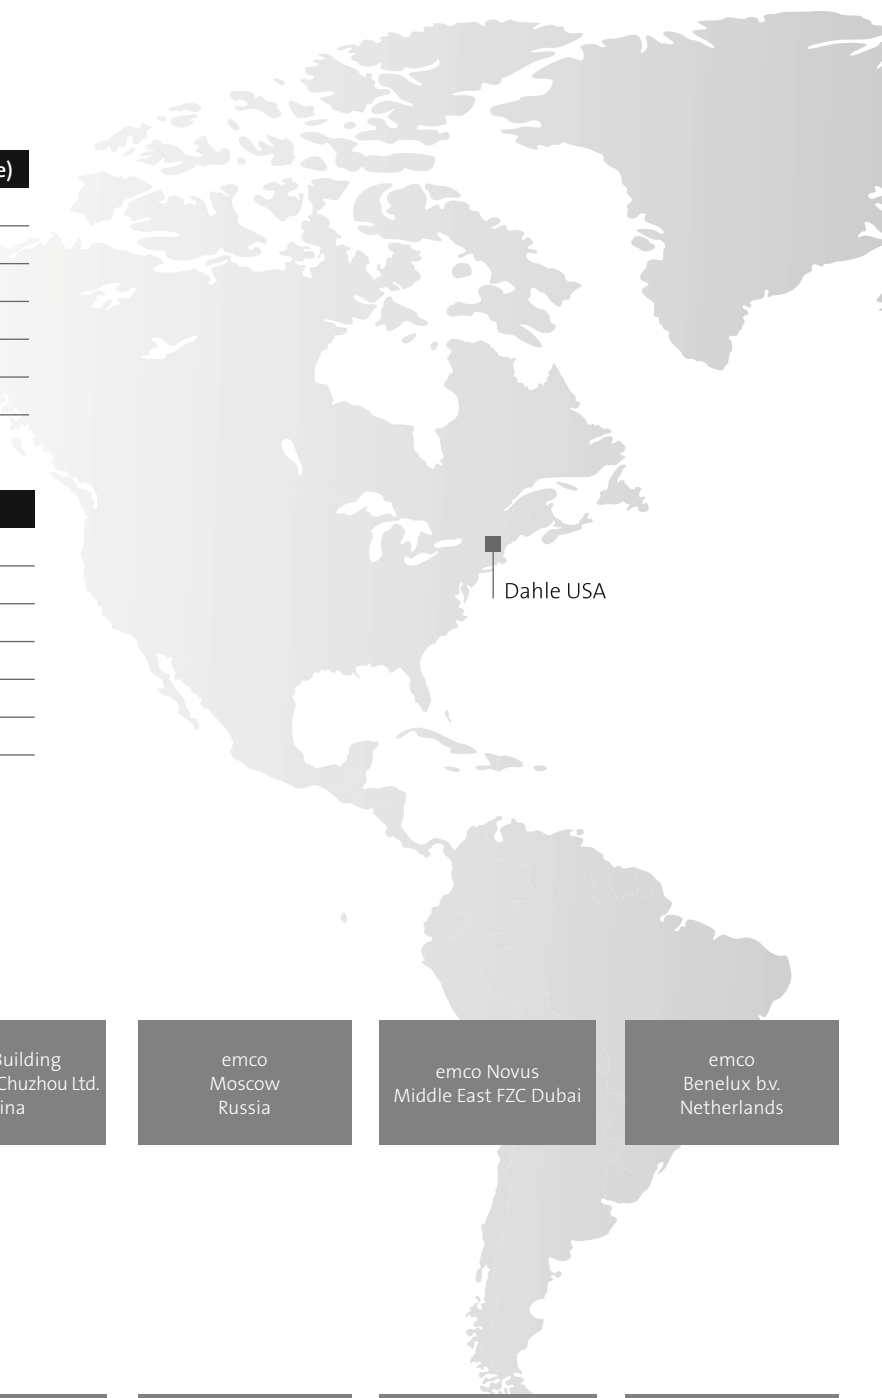 e)
Dahle USA
Building
Chuzhou Ltd.
ina
emco
Moscow
Russia
emco Novus
Middle East FZC Dubai
emco
Benelux b.v.
Netherlands